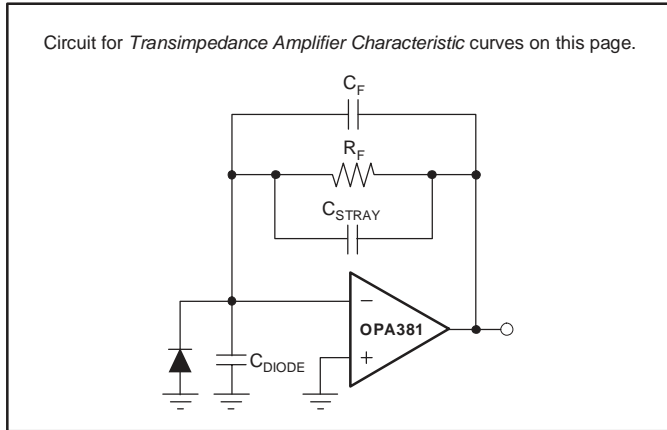 Circuit for Transimpedance Amplifier Characteristic curves on this page.
CF
RF
CSTRAY
−
OPA381
+
CDIODE